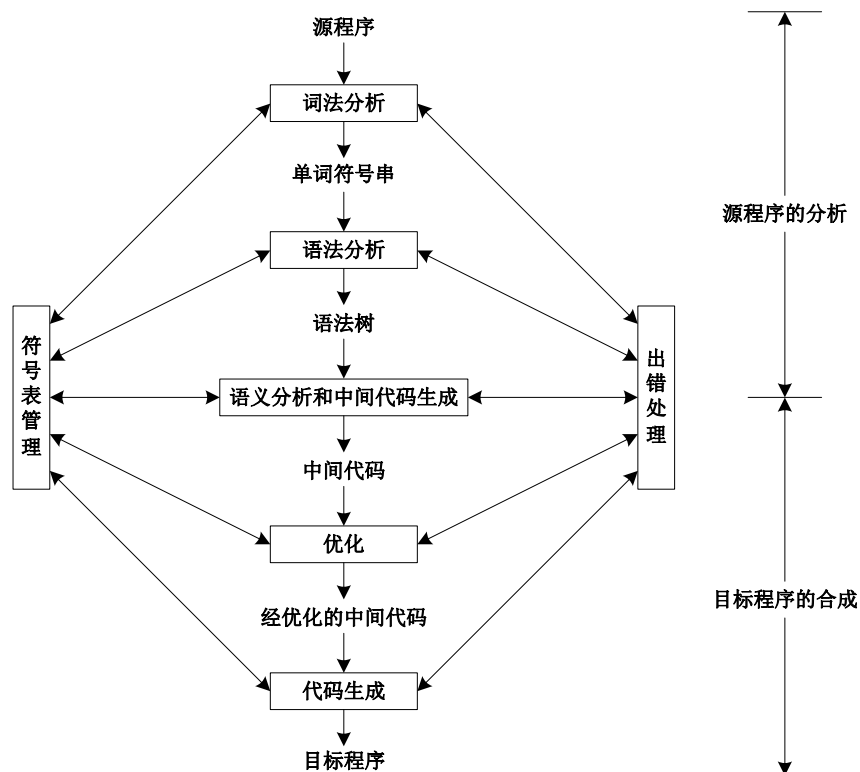 源程序
词法分析
单词符号串
源程序的分析
语法分析
语法树
符号表管理
出错处理
语义分析和中间代码生成
中间代码
优化
目标程序的合成
经优化的中间代码
代码生成
目标程序